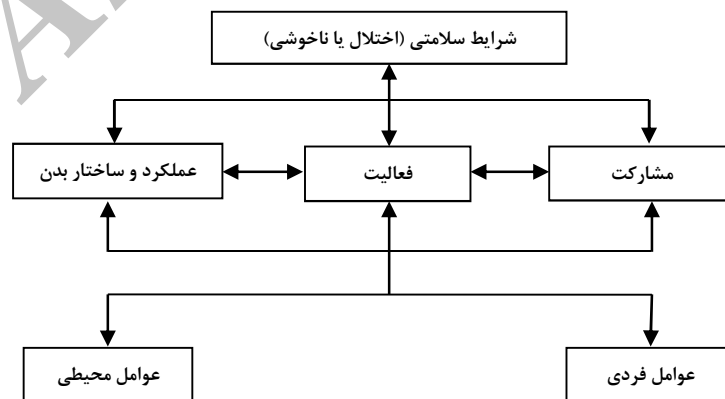 شرایط سلامتی (اختلال یا ناخوشی)
مشارکت
فعالیت
عملکرد و ساختار بدن
عوامل فردی
عوامل محیطی